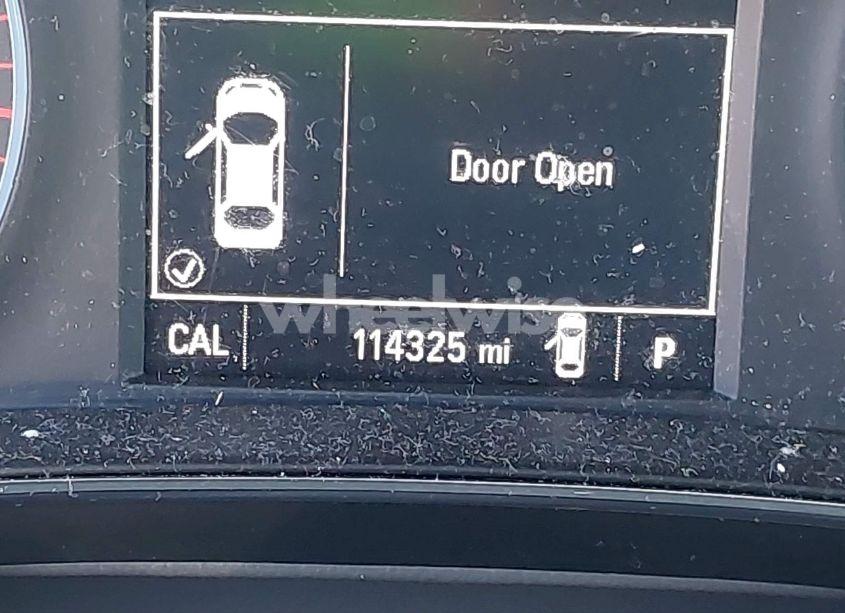 Door Open
wheelwise
CAL 114325 mi P